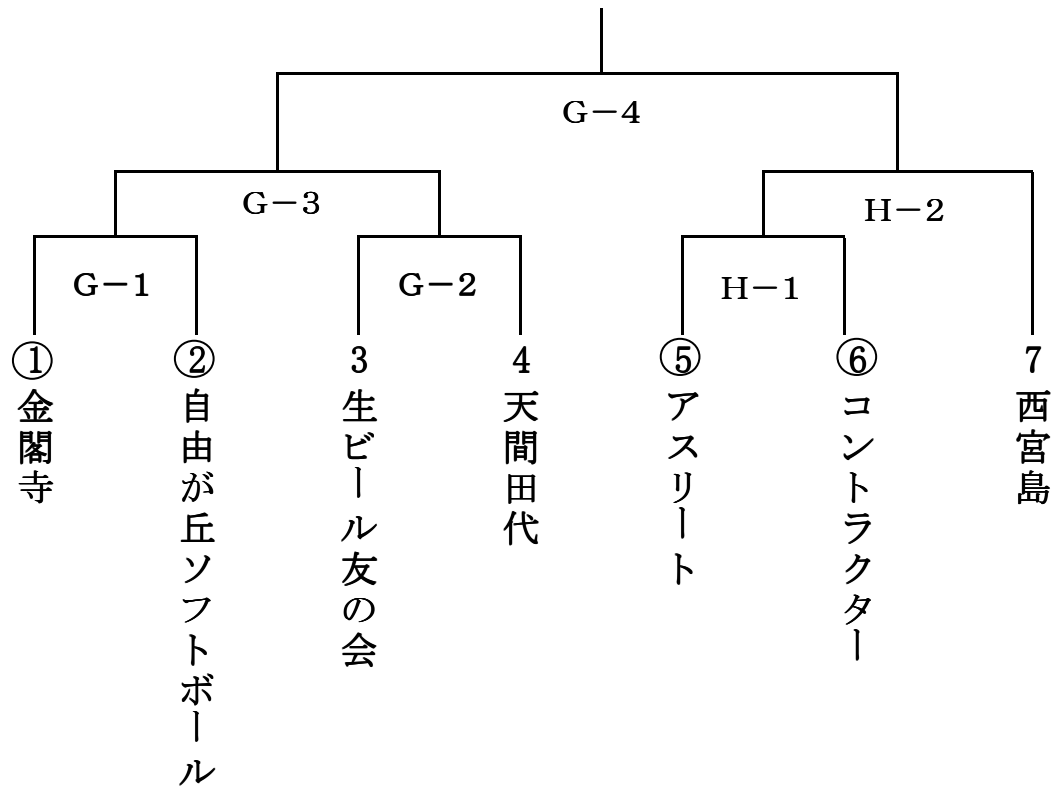 G－4
G－3
H－2
G－1
G－2
H－1
① 金閣寺
② 自由が丘ソフトボール
3 生ビール友の会
4 天間田代
⑤ アスリート
⑥ コントラクター
7 西宮島